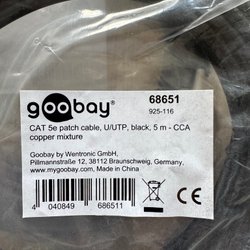 goobay
68651
925-116
CAT 5e patch cable, U/UTP, black, 5 m - CCA
copper mixture
Goobay by Wentronic GmbH,
Pillmannstraße 12, 38112 Braunschweig, Germany,
www.mygoobay.com | Made in China
4 040849 686511
CE